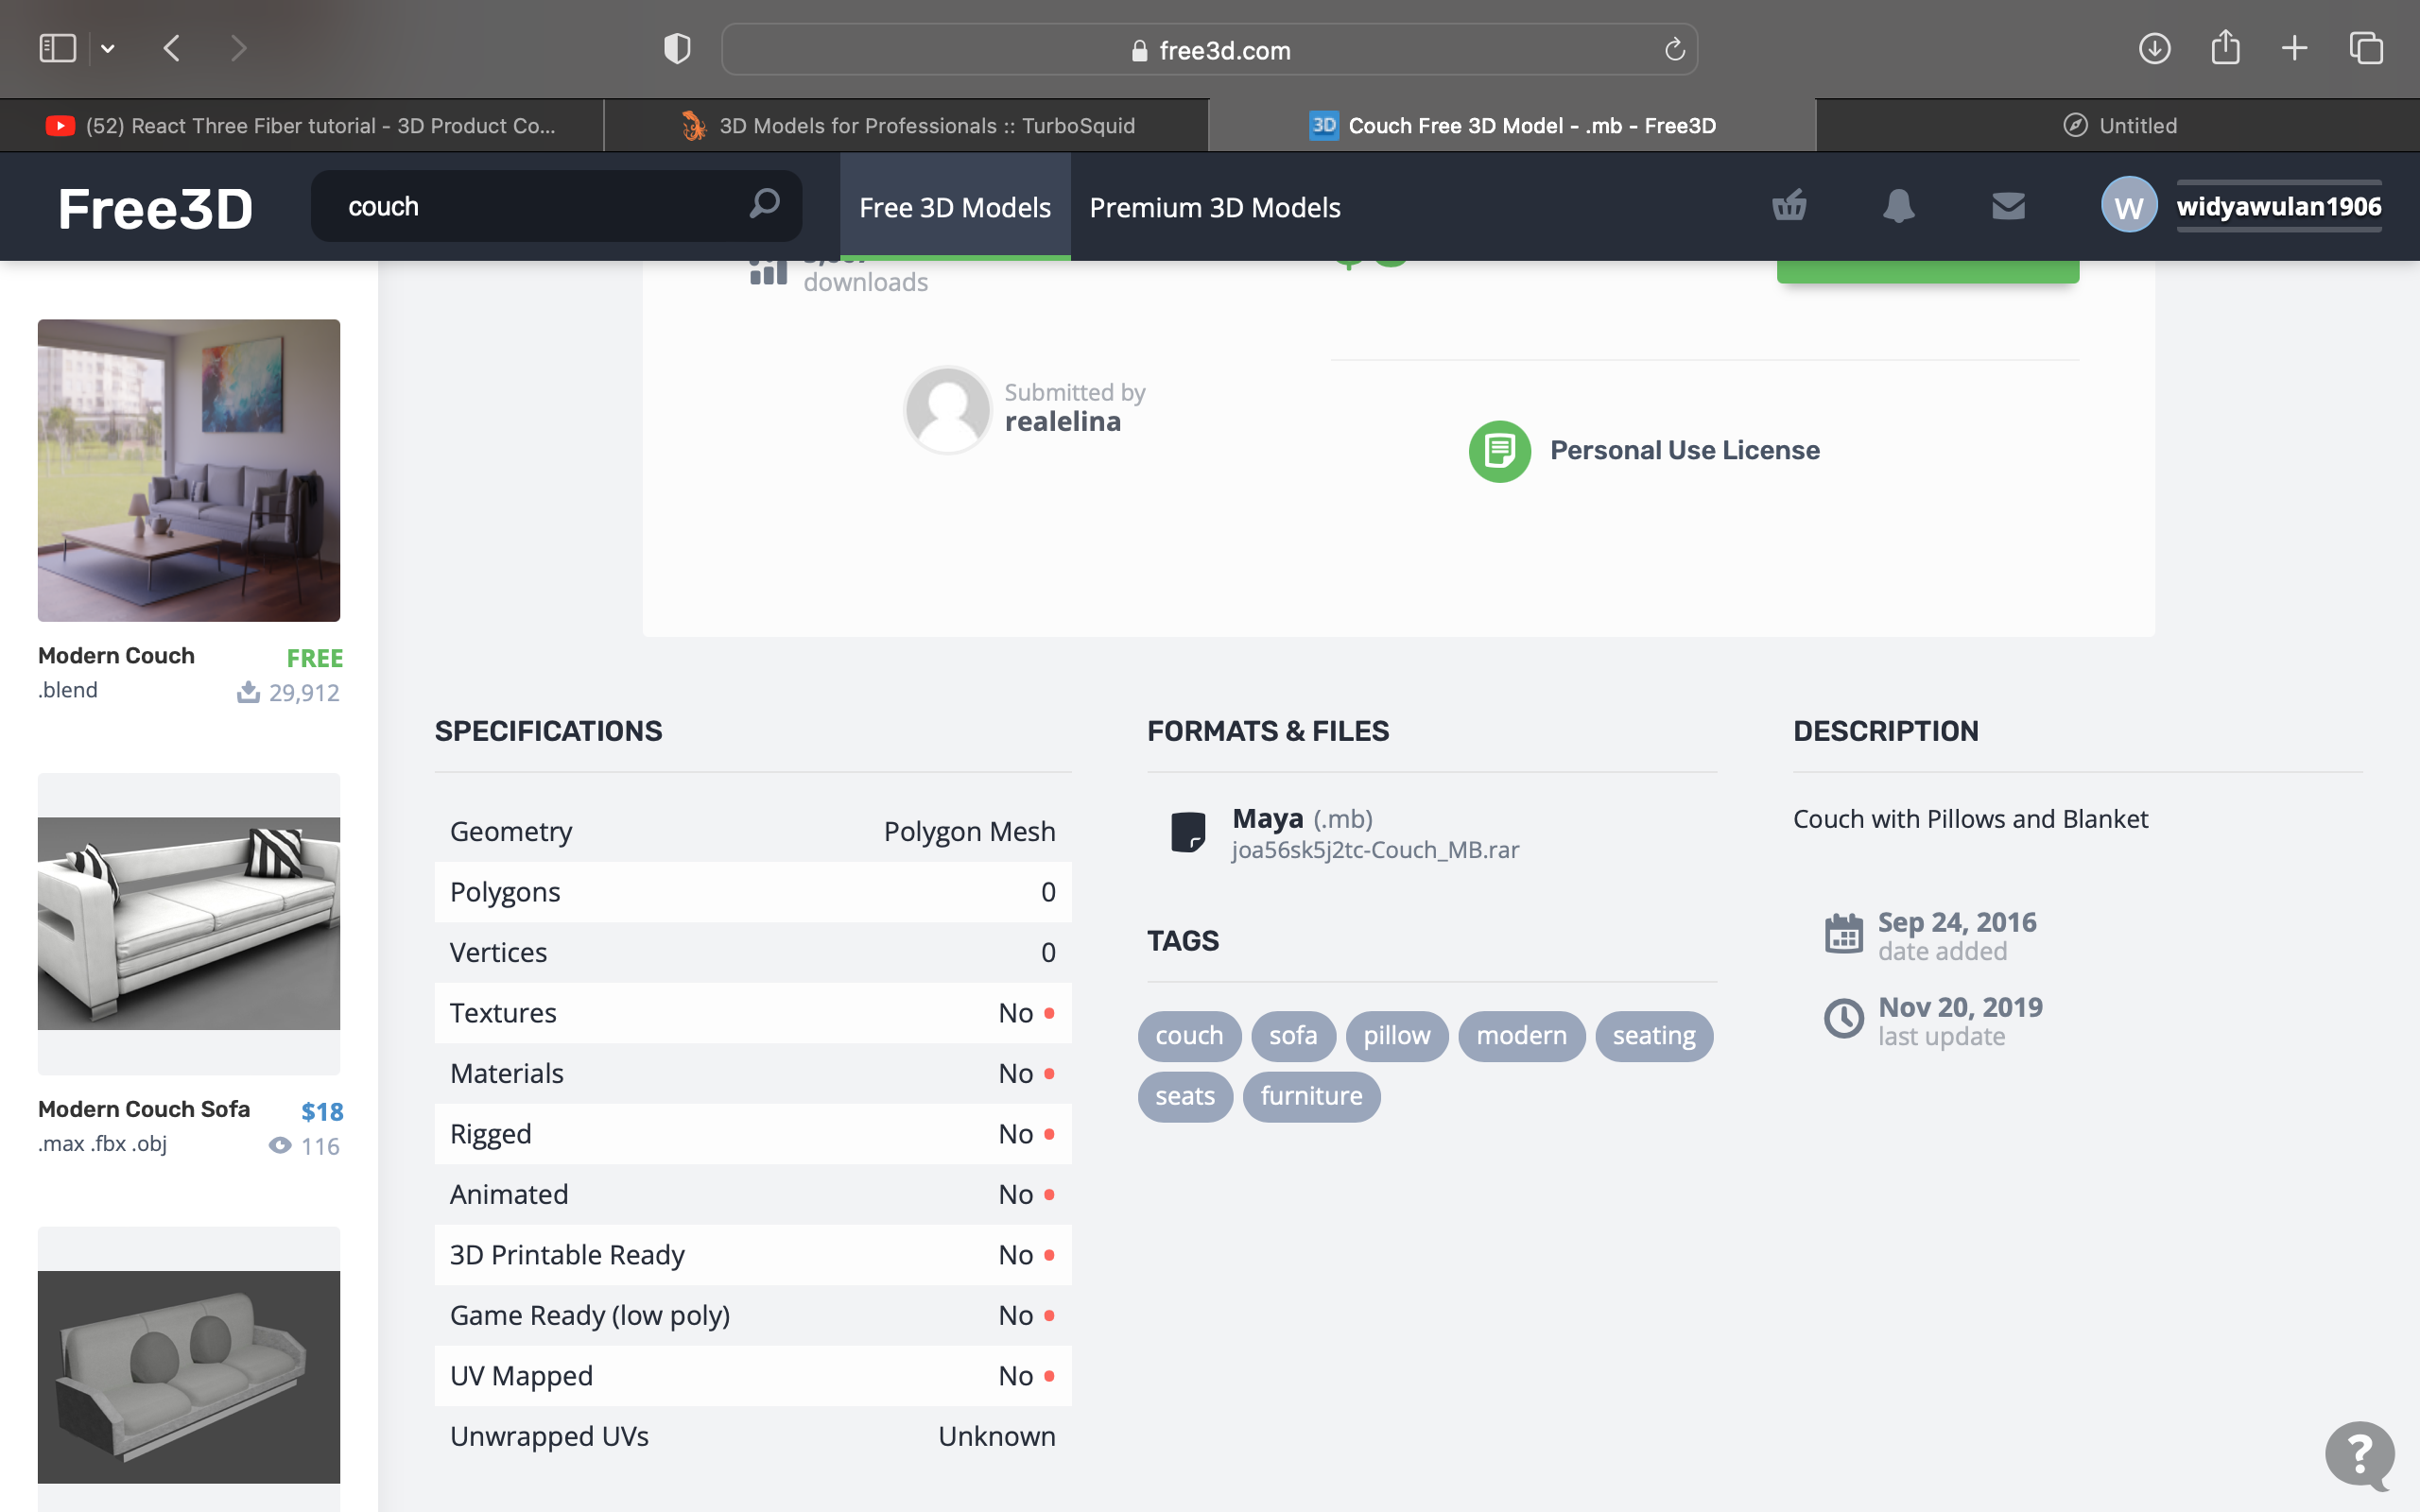 free3d.com
(52) React Three Fiber tutorial - 3D Product Co...
3D Models for Professionals :: TurboSquid
3D Couch Free 3D Model - .mb - Free3D
Untitled
Free3D
couch
Free 3D Models
Premium 3D Models
W widyawulan1906
downloads
Submitted by
realelina
Personal Use License
Modern Couch FREE
.blend 29,912
Modern Couch Sofa $18
.max .fbx .obj 116
SPECIFICATIONS
Geometry Polygon Mesh
Polygons 0
Vertices 0
Textures No
Materials No
Rigged No
Animated No
3D Printable Ready No
Game Ready (low poly) No
UV Mapped No
Unwrapped UVs Unknown
FORMATS & FILES
Maya (.mb)
joa56sk5j2tc-Couch_MB.rar
TAGS
couch sofa pillow modern seating
seats furniture
DESCRIPTION
Couch with Pillows and Blanket
Sep 24, 2016
date added
Nov 20, 2019
last update
?